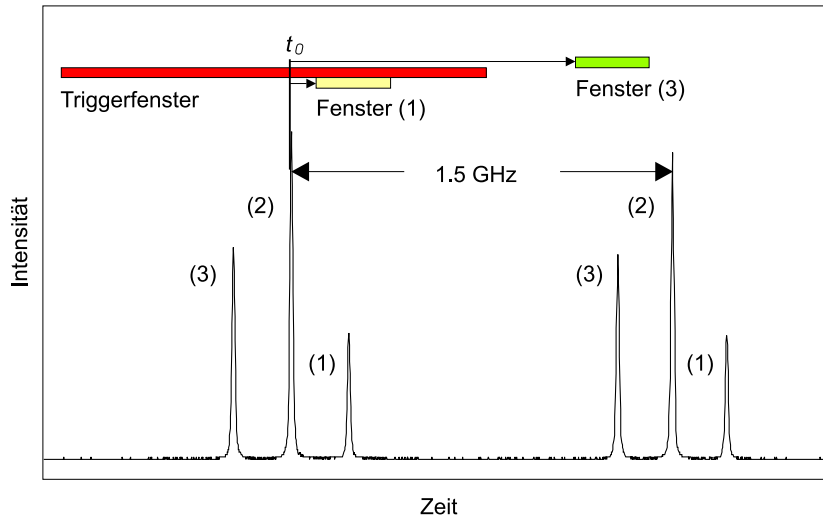 t0
Triggerfenster
Fenster (1)
Fenster (3)
1.5 GHz
(2)
(2)
(3)
(3)
(1)
(1)
Intensität
Zeit